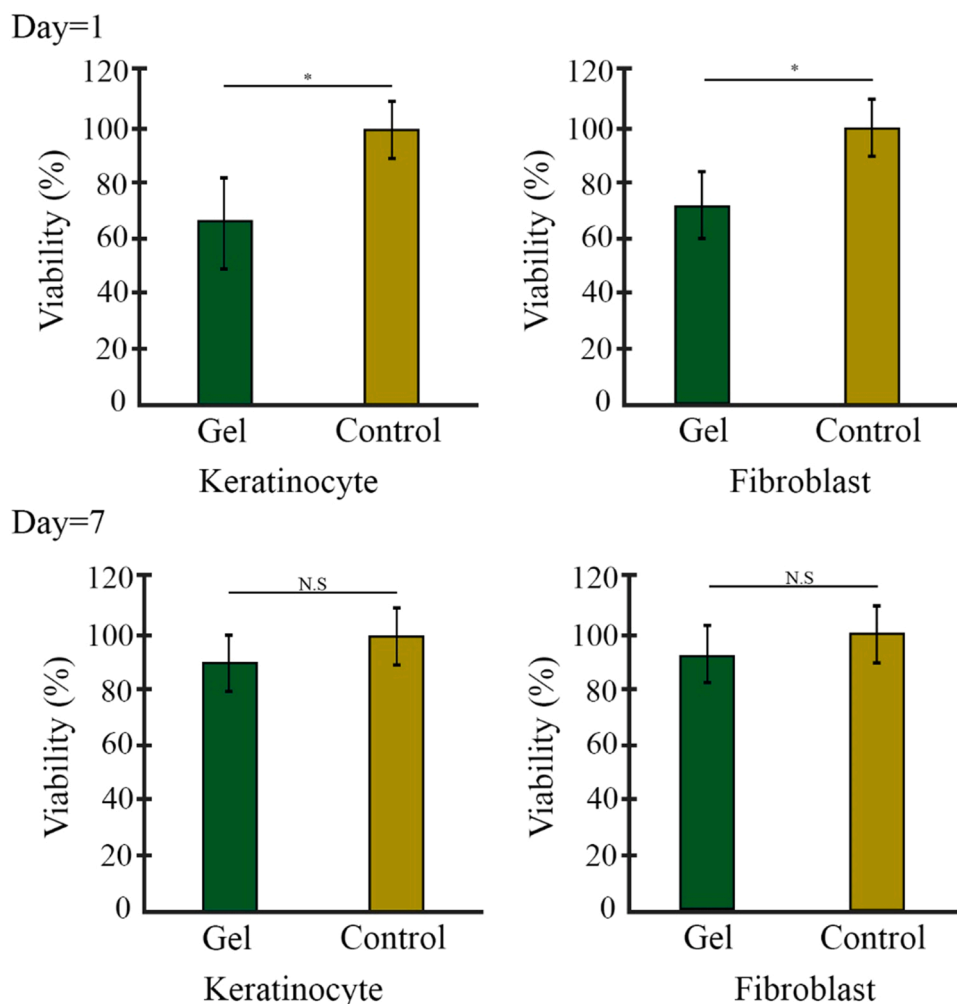 Day=1
Viability (%)
120
100
80
60
40
20
0
*
Gel
Control
Keratinocyte
Viability (%)
120
100
80
60
40
20
0
*
Gel
Control
Fibroblast
Day=7
Viability (%)
120
100
80
60
40
20
0
N.S
Gel
Control
Keratinocyte
Viability (%)
120
100
80
60
40
20
0
N.S
Gel
Control
Fibroblast